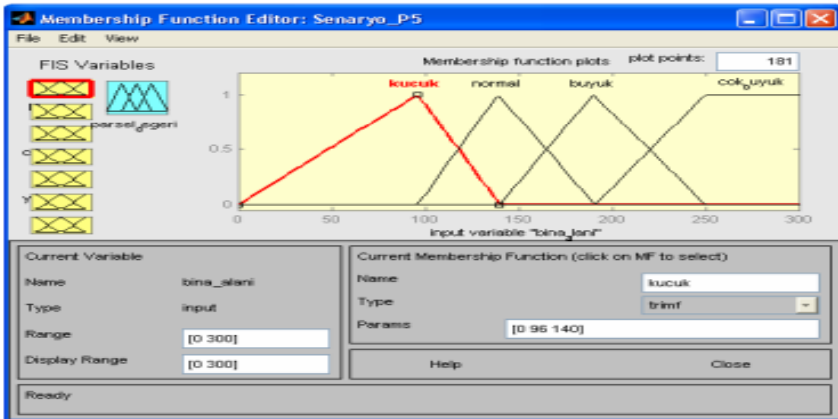 Membership Function Editor: Senaryo_P5
File Edit View
FIS Variables
Membership function plots plot points: 181
kucuk normal buyuk cok_buyuk
1
0.5
0
0 50 100 150 200 250 300
input variable "bina_alani"
Current Variable
Name bina_alani
Type input
Range [0 300]
Display Range [0 300]
Current Membership Function (click on MF to select)
Name kucuk
Type trimf
Params [0 96 140]
Help Close
Ready